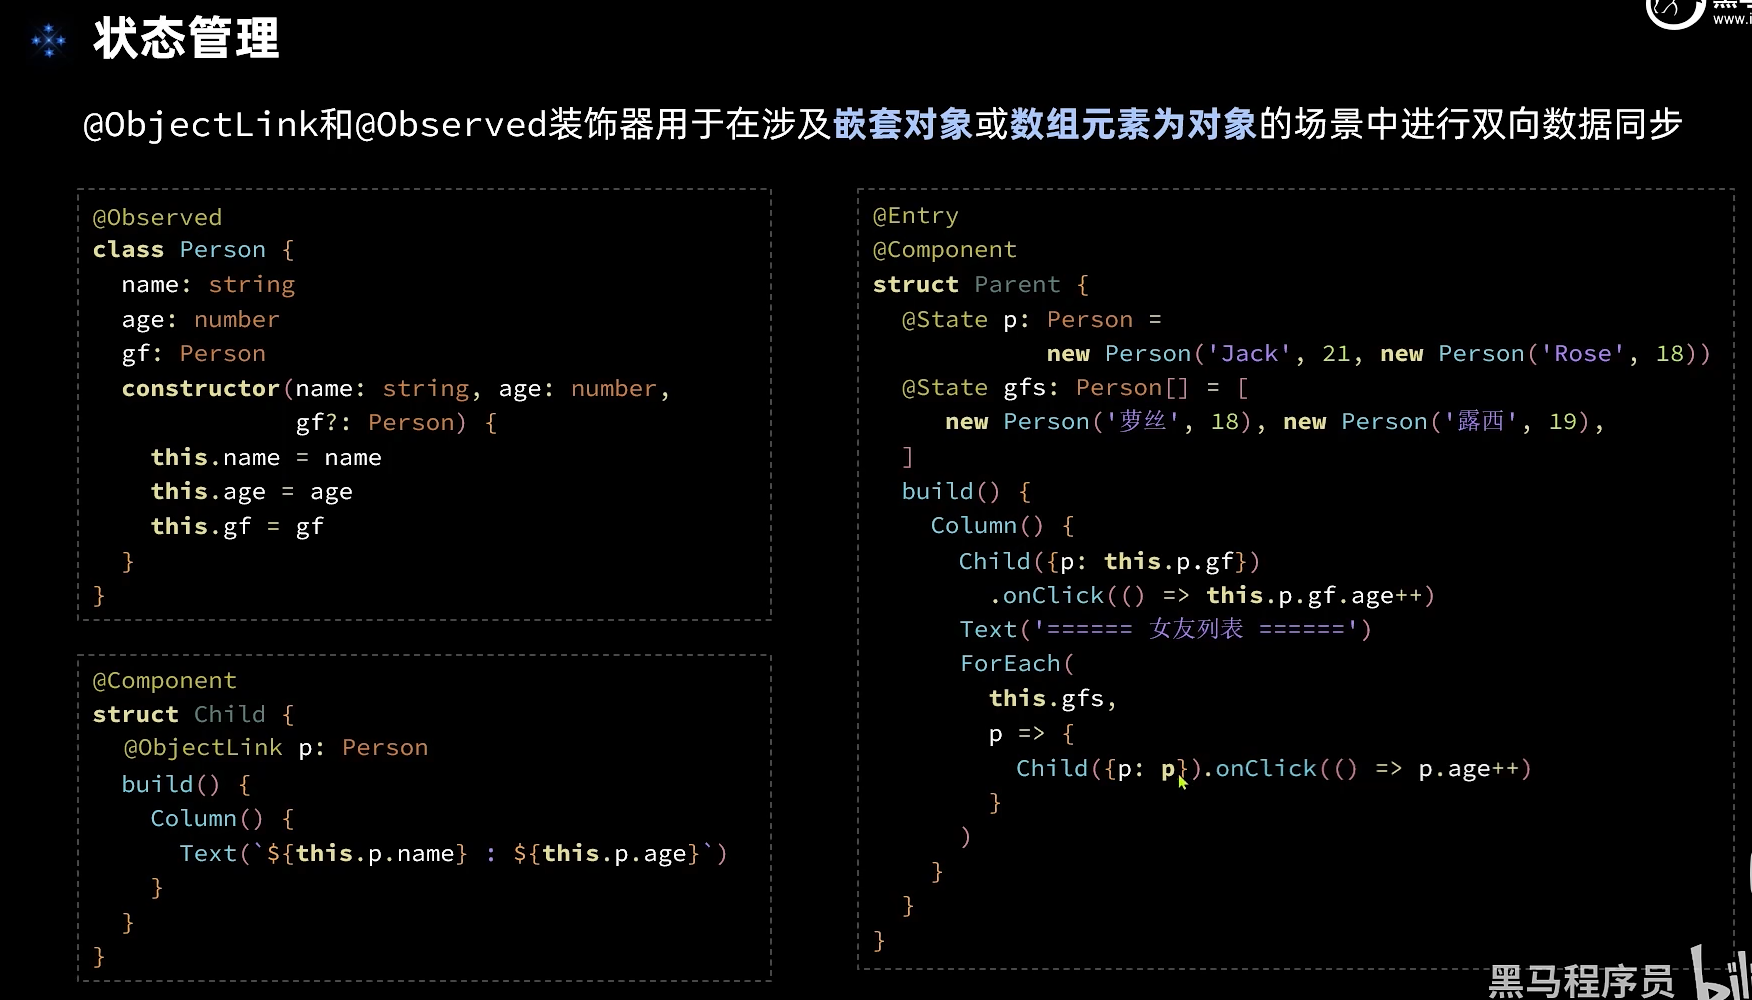 状态管理
@ObjectLink和@Observed装饰器用于在涉及嵌套对象或数组元素为对象的场景中进行双向数据同步
@Observed
class Person {
  name: string
  age: number
  gf: Person
  constructor(name: string, age: number,
              gf?: Person) {
    this.name = name
    this.age = age
    this.gf = gf
  }
}
@Component
struct Child {
  @ObjectLink p: Person
  build() {
    Column() {
      Text(`${this.p.name} : ${this.p.age}`)
    }
  }
}
@Entry
@Component
struct Parent {
  @State p: Person =
            new Person('Jack', 21, new Person('Rose', 18))
  @State gfs: Person[] = [
     new Person('萝丝', 18), new Person('露西', 19),
  ]
  build() {
    Column() {
      Child({p: this.p.gf})
        .onClick(() => this.p.gf.age++)
      Text('====== 女友列表 ======')
      ForEach(
        this.gfs,
        p => {
          Child({p: p}).onClick(() => p.age++)
        }
      )
    }
  }
}
黑马程序员